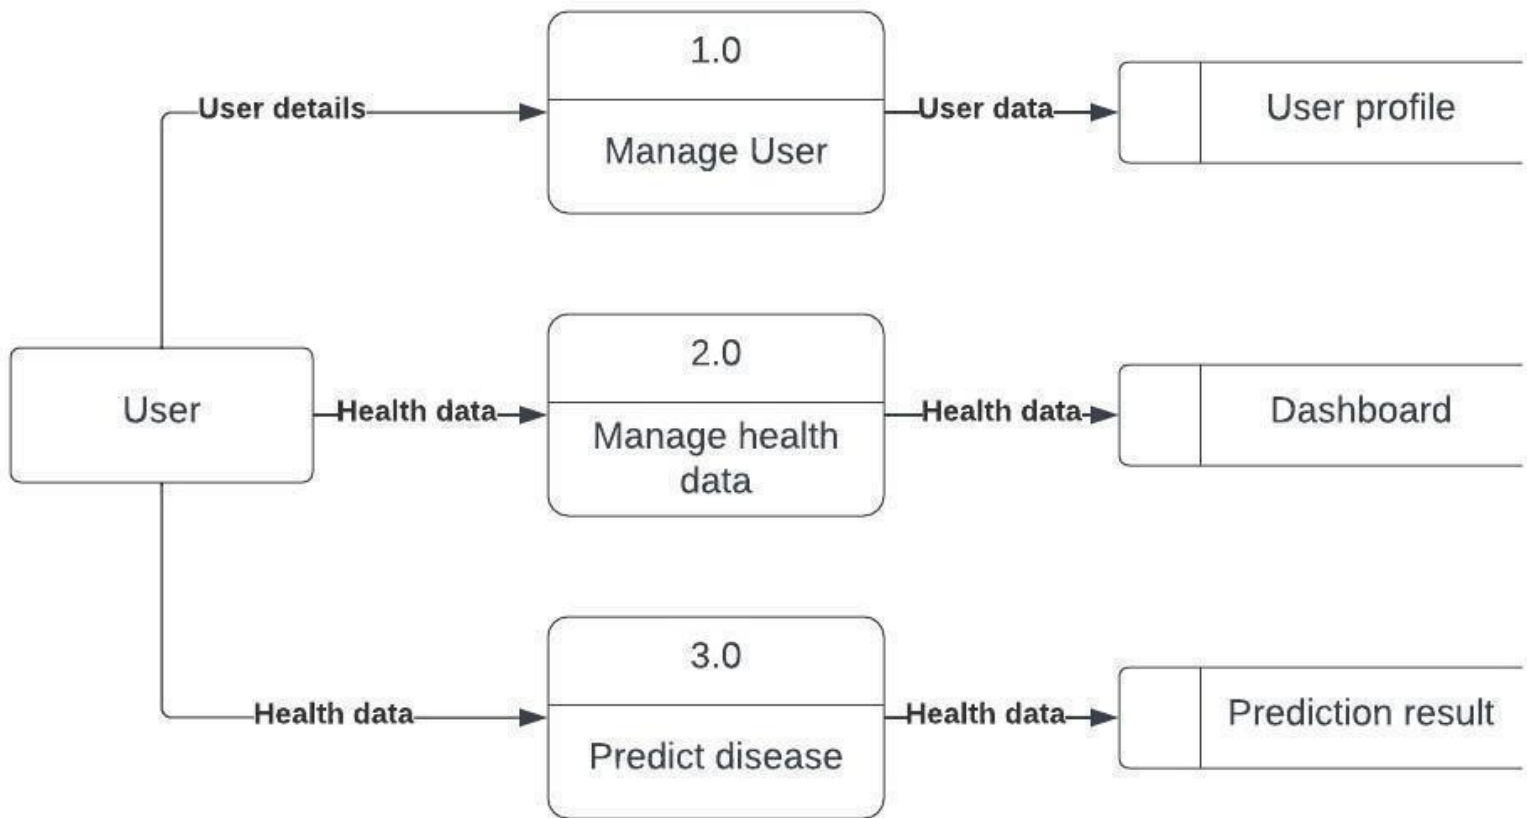 1.0
User details
User data
User profile
Manage User
2.0
User
Health data
Health data
Dashboard
Manage health
data
3.0
Health data
Health data
Prediction result
Predict disease